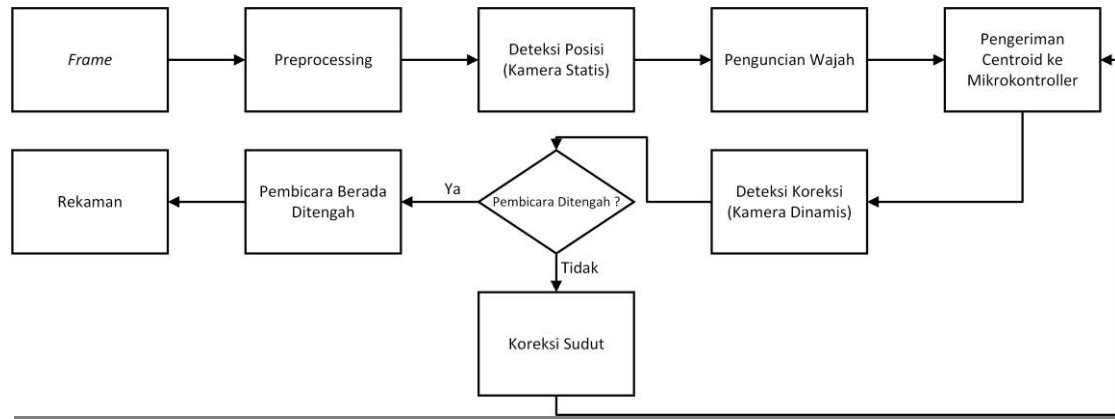 Frame
Preprocessing
Deteksi Posisi
(Kamera Statis)
Penguncian Wajah
Pengeriman
Centroid ke
Mikrokontroller
Deteksi Koreksi
(Kamera Dinamis)
Pembicara Ditengah ?
Ya
Pembicara Berada
Ditengah
Rekaman
Tidak
Koreksi Sudut